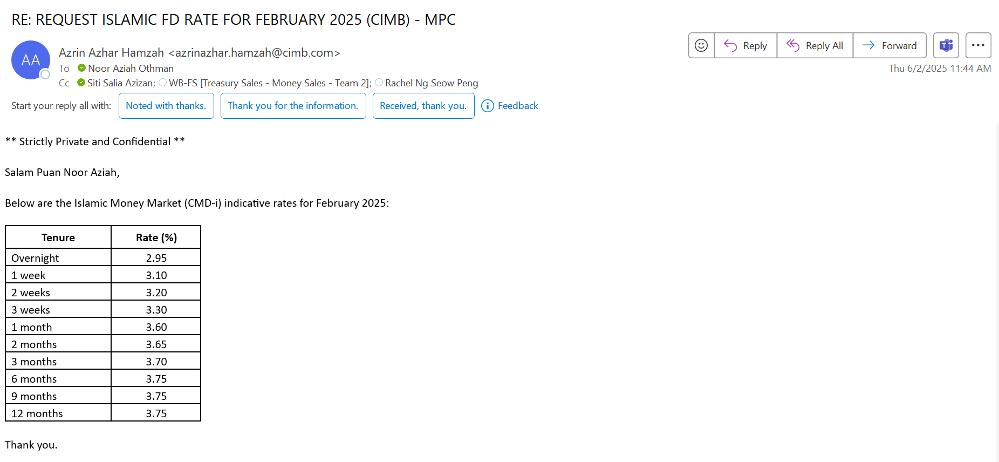 RE: REQUEST ISLAMIC FD RATE FOR FEBRUARY 2025 (CIMB) - MPC
AA
Azrin Azhar Hamzah <azrinazhar.hamzah@cimb.com>
Reply
Reply All
Forward
To Noor Aziah Othman
Thu 6/2/2025 11:44 AM
Cc Siti Salia Azizan; WB-FS [Treasury Sales - Money Sales - Team 2]; Rachel Ng Seow Peng
Start your reply all with: Noted with thanks. Thank you for the information. Received, thank you. Feedback
** Strictly Private and Confidential **
Salam Puan Noor Aziah,
Below are the Islamic Money Market (CMD-i) indicative rates for February 2025:
Tenure Rate (%)
Overnight 2.95
1 week 3.10
2 weeks 3.20
3 weeks 3.30
1 month 3.60
2 months 3.65
3 months 3.70
6 months 3.75
9 months 3.75
12 months 3.75
Thank you.